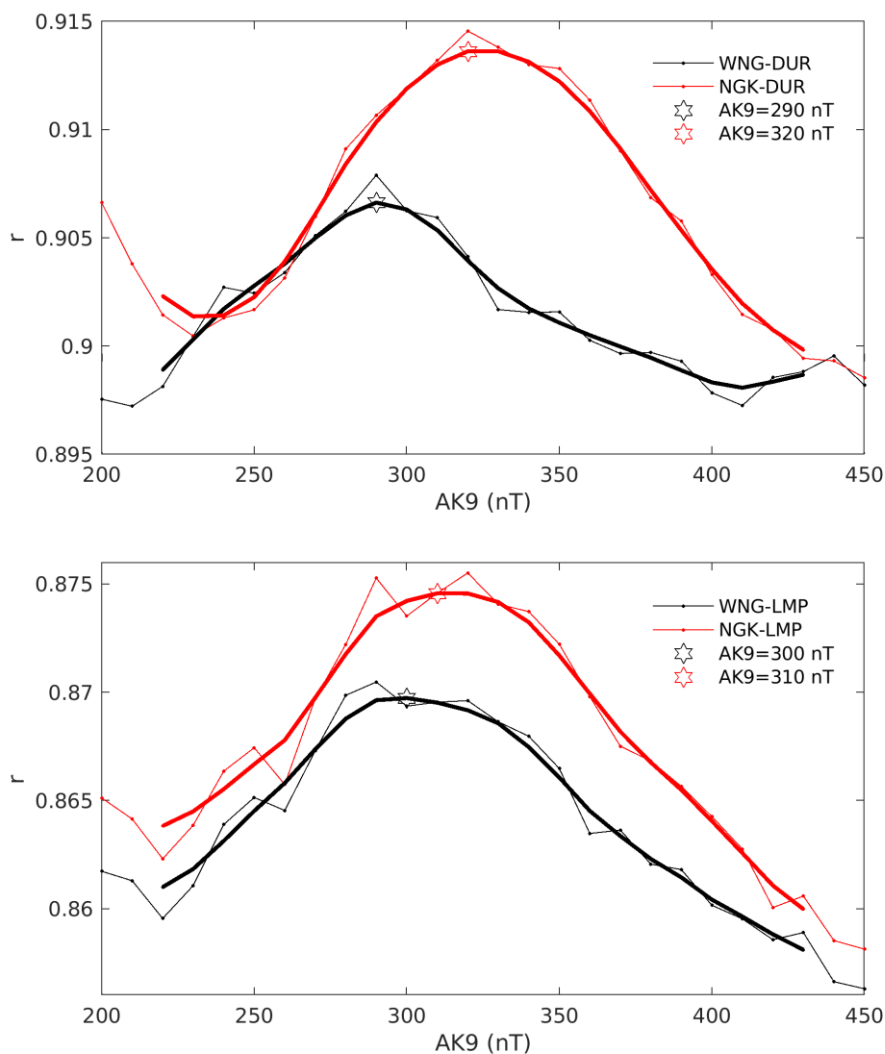 0.915
0.91
0.905
0.9
0.895
r
WNG-DUR
NGK-DUR
AK9=290 nT
AK9=320 nT
200 250 300 350 400 450
AK9 (nT)
0.875
0.87
0.865
0.86
r
WNG-LMP
NGK-LMP
AK9=300 nT
AK9=310 nT
200 250 300 350 400 450
AK9 (nT)